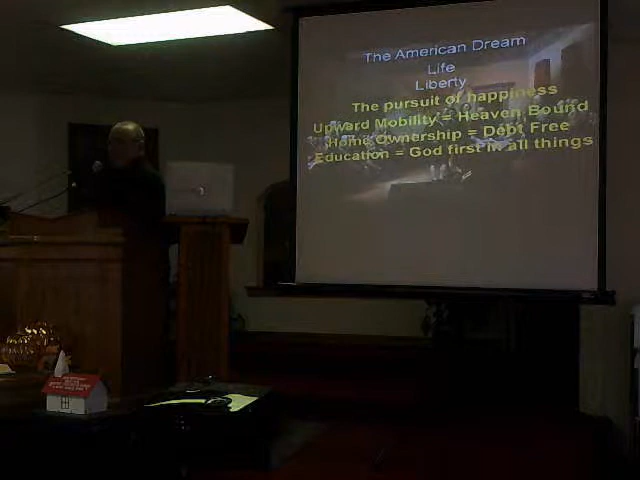 The American Dream
Life
Liberty
The pursuit of happiness
Upward Mobility = Heaven Bound
Home Ownership = Debt Free
Education = God first in all things